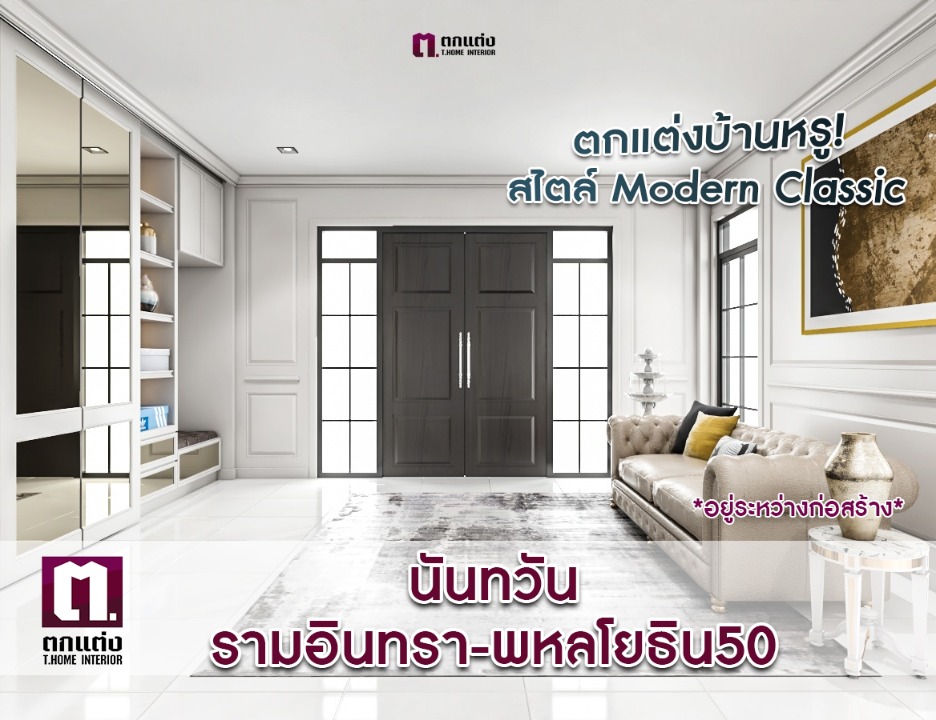 ต.
ตกแต่ง
T.HOME INTERIOR
ตกแต่งบ้านหรู!
สไตล์ Modern Classic
*อยู่ระหว่างก่อสร้าง*
ต.
ตกแต่ง
T.HOME INTERIOR
นันทวัน
รามอินทรา-พหลโยธิน50